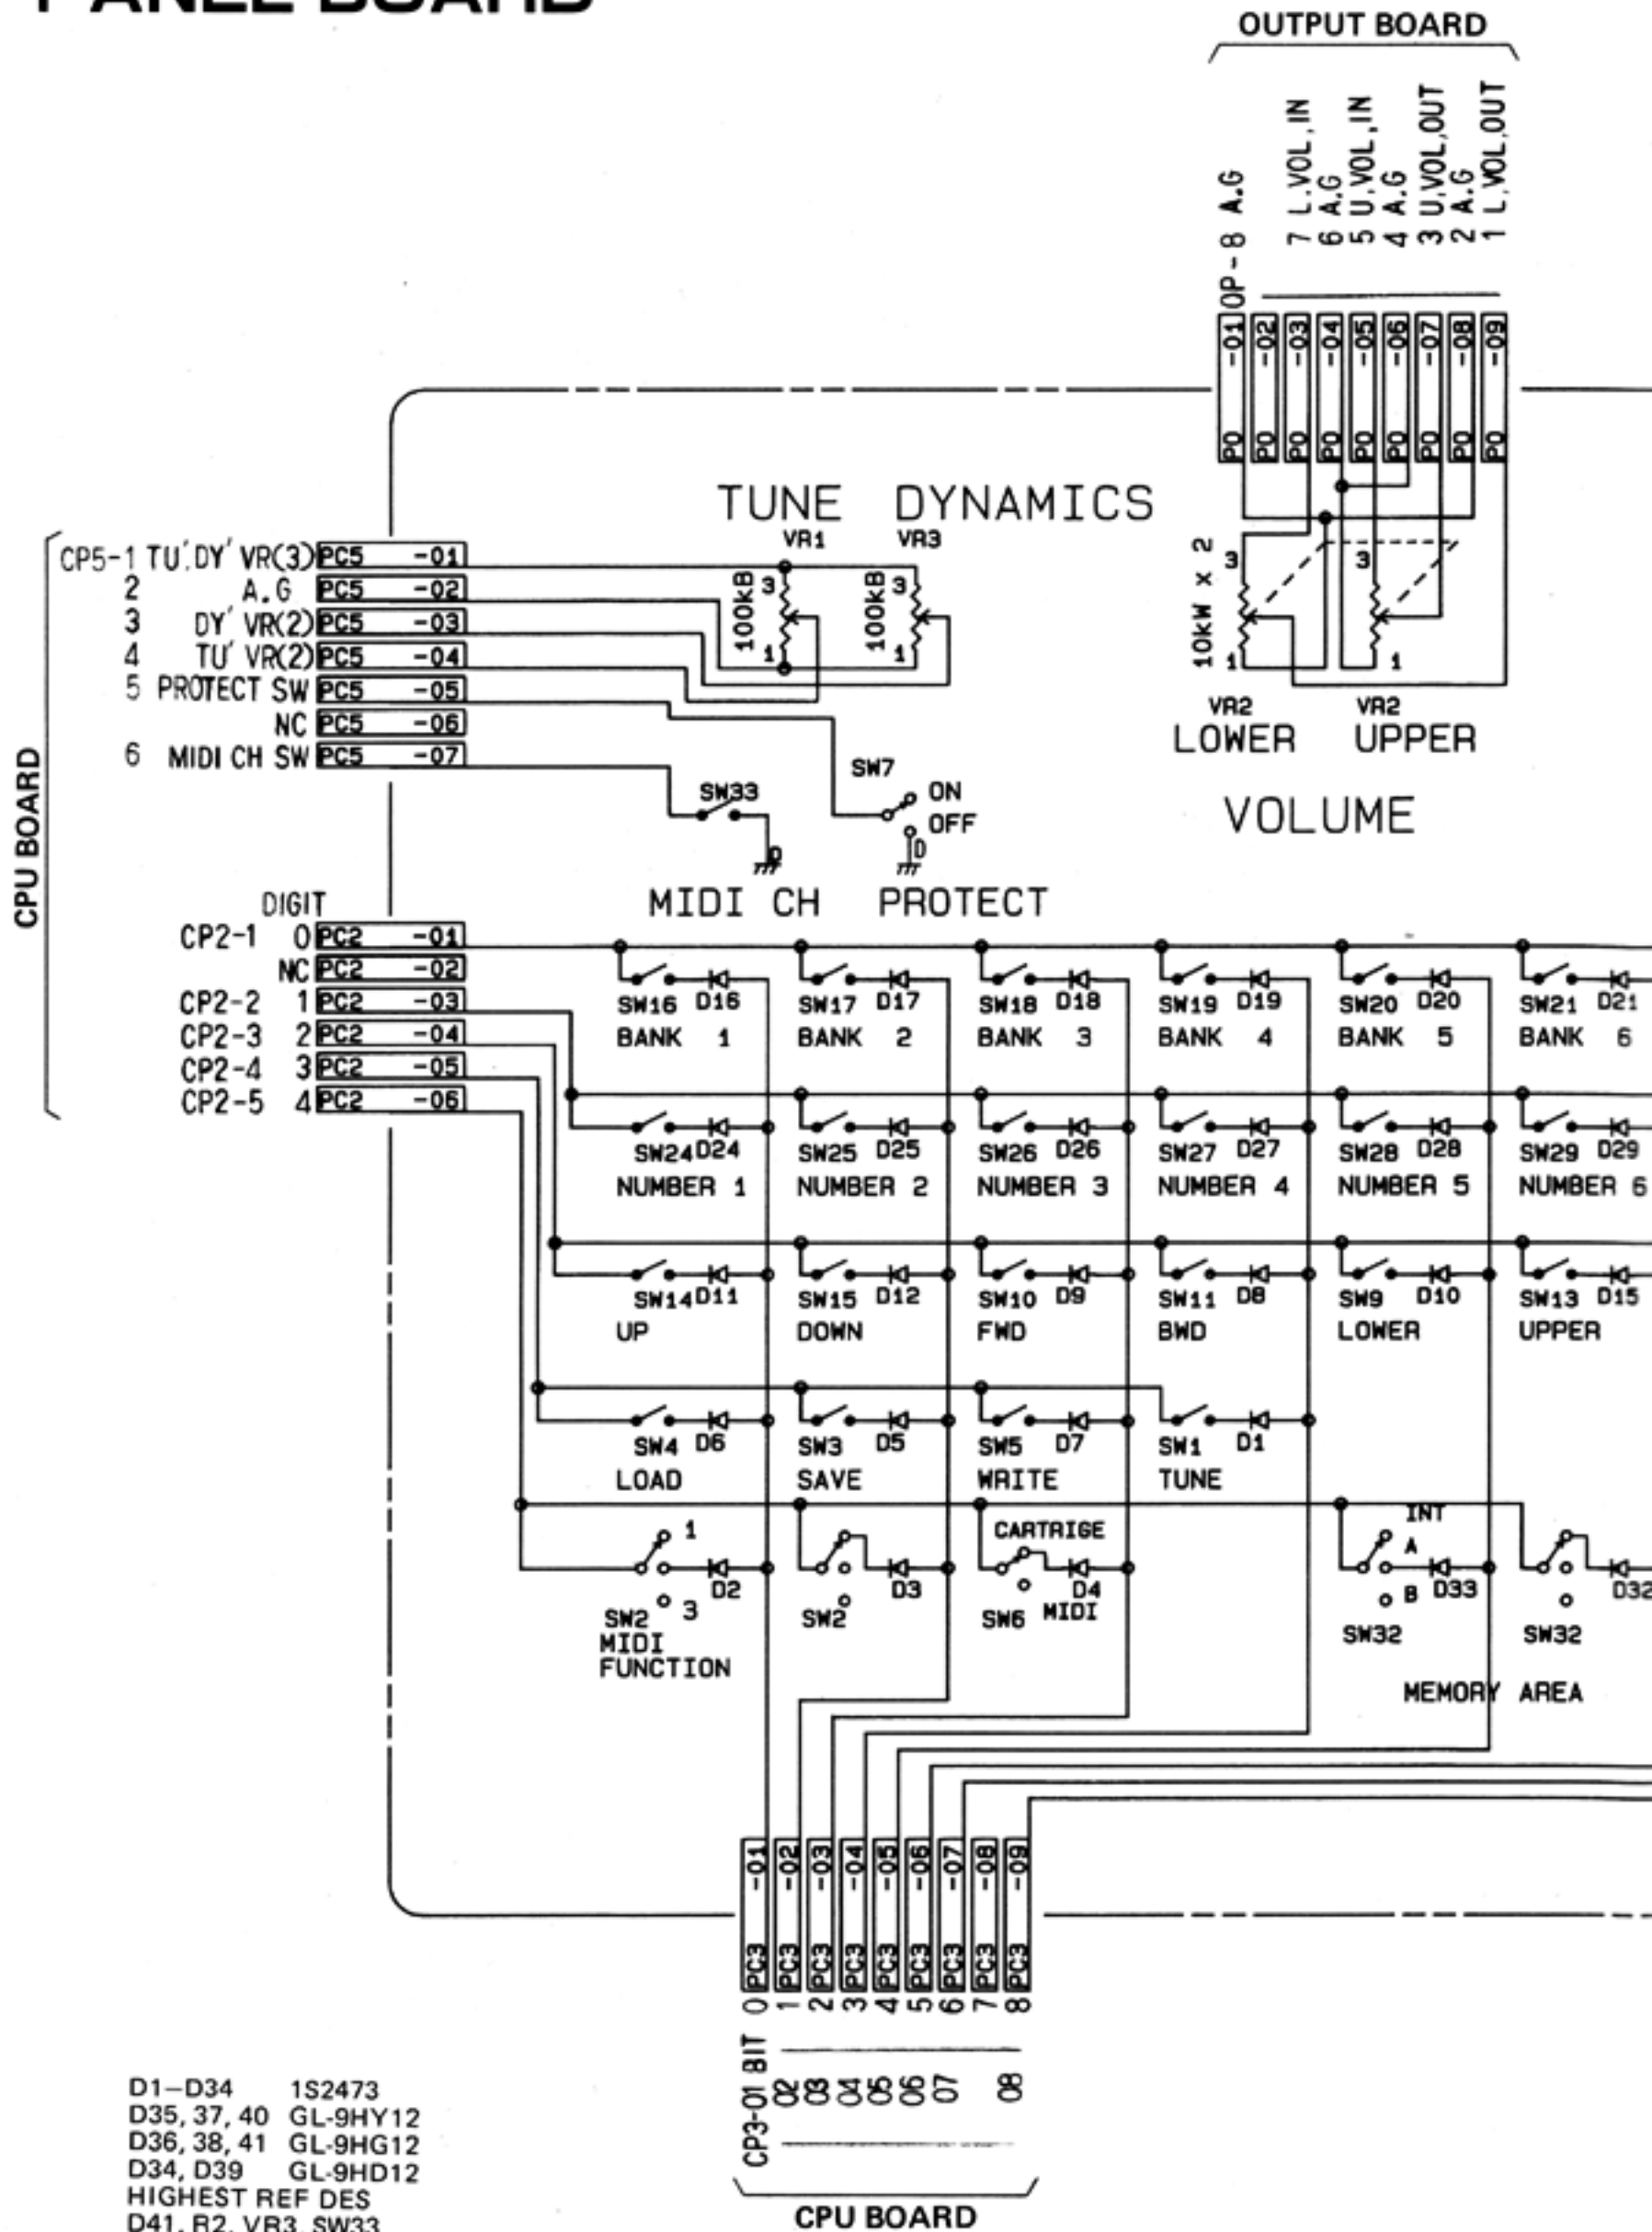 PANEL BOARD
OUTPUT BOARD
OP-8 A.G
7 L.VOL,IN
6 A.G
5 U.VOL,IN
4 A.G
3 U,VOL,OUT
2 A.G
1 L,VOL,OUT
PO -01
PO -02
PO -03
PO -04
PO -05
PO -06
PO -07
PO -08
PO -09
TUNE DYNAMICS
VR1 VR3
CPU BOARD
CP5-1 TU'.DY' VR(3) PC5 -01
2 A.G PC5 -02
3 DY' VR(2) PC5 -03
4 TU' VR(2) PC5 -04
5 PROTECT SW PC5 -05
NC PC5 -06
6 MIDI CH SW PC5 -07
100kB 3 1
100kB 3 1
10kW x 2
3 1
3 1
VR2 VR2
LOWER UPPER
VOLUME
SW33
SW7
ON
OFF
D D
MIDI CH PROTECT
DIGIT
CP2-1 0 PC2 -01
NC PC2 -02
CP2-2 1 PC2 -03
CP2-3 2 PC2 -04
CP2-4 3 PC2 -05
CP2-5 4 PC2 -06
SW16 D16 SW17 D17 SW18 D18 SW19 D19 SW20 D20 SW21 D21
BANK 1 BANK 2 BANK 3 BANK 4 BANK 5 BANK 6
SW24 D24 SW25 D25 SW26 D26 SW27 D27 SW28 D28 SW29 D29
NUMBER 1 NUMBER 2 NUMBER 3 NUMBER 4 NUMBER 5 NUMBER 6
SW14 D11 SW15 D12 SW10 D9 SW11 D8 SW9 D10 SW13 D15
UP DOWN FWD BWD LOWER UPPER
SW4 D6 SW3 D5 SW5 D7 SW1 D1
LOAD SAVE WRITE TUNE
1 CARTRIGE INT
A
D2 D3 D4 B D33 D32
3 MIDI
SW2 SW2 SW6 SW32 SW32
MIDI
FUNCTION
MEMORY AREA
PC3 -01
PC3 -02
PC3 -03
PC3 -04
PC3 -05
PC3 -06
PC3 -07
PC3 -08
PC3 -09
CP3-01 BIT 0
02 1
03 2
04 3
05 4
06 5
07 6
7
08 8
CPU BOARD
D1–D34 1S2473
D35, 37, 40 GL-9HY12
D36, 38, 41 GL-9HG12
D34, D39 GL-9HD12
HIGHEST REF DES
D41, R2, VR3, SW33